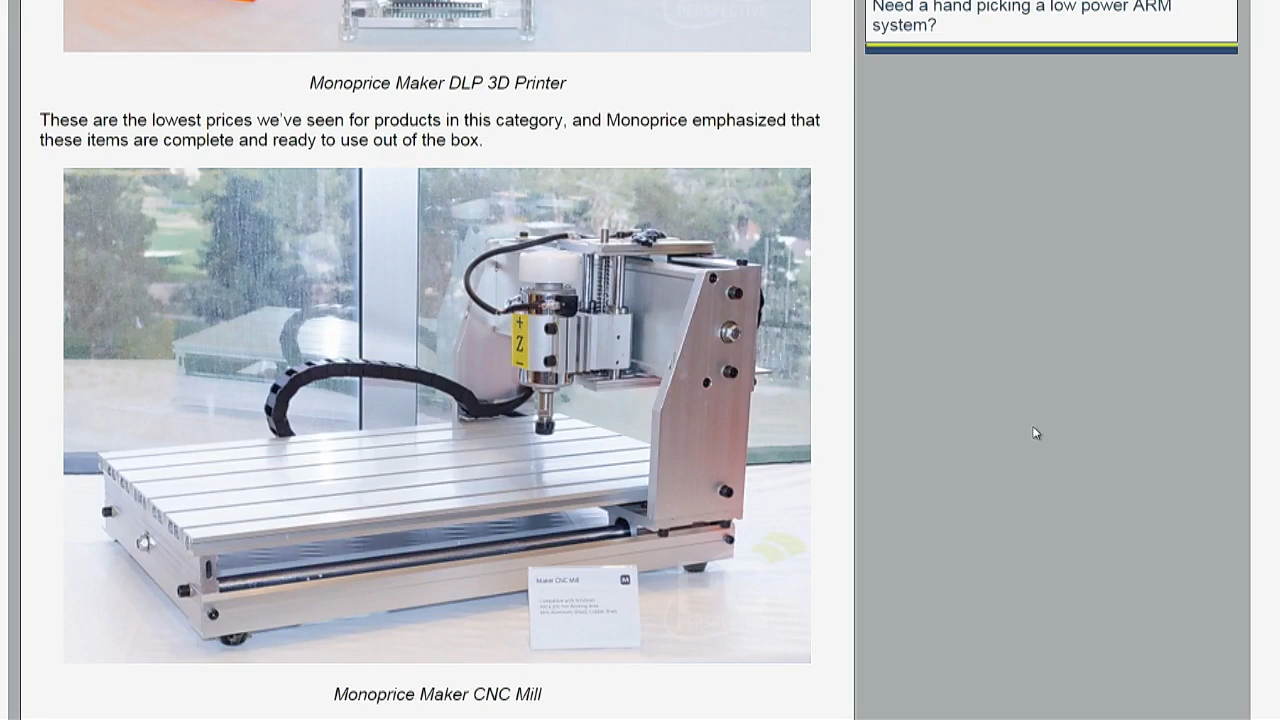 PERSPECTIVE
Need a hand picking a low power ARM
system?
Monoprice Maker DLP 3D Printer
These are the lowest prices we've seen for products in this category, and Monoprice emphasized that
these items are complete and ready to use out of the box.
+
Z
-
Maker CNC Mill
M
PERSPECTIVE
Monoprice Maker CNC Mill